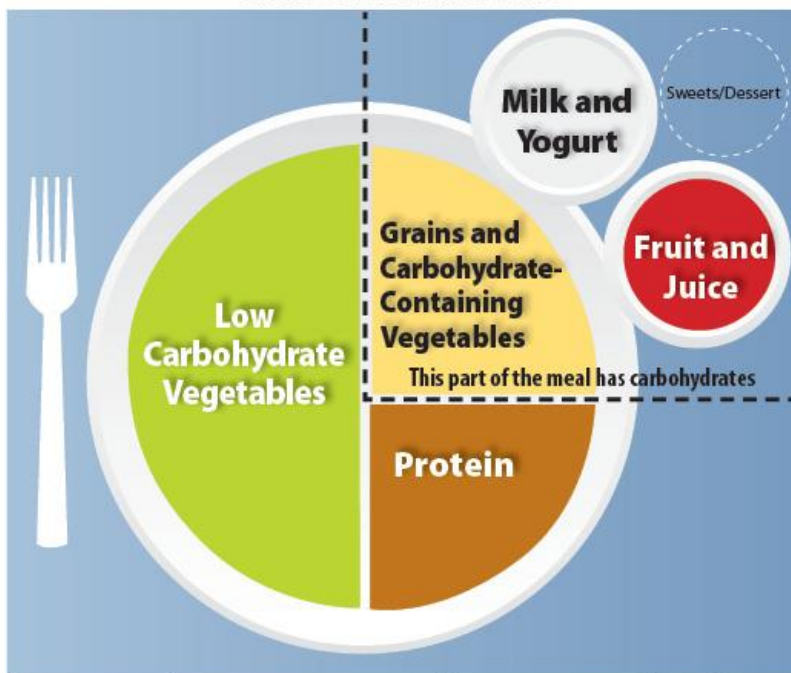 Milk and
Yogurt
Sweets/Dessert
Fruit and
Juice
Grains and
Carbohydrate-
Containing
Vegetables
This part of the meal has carbohydrates
Low
Carbohydrate
Vegetables
Protein